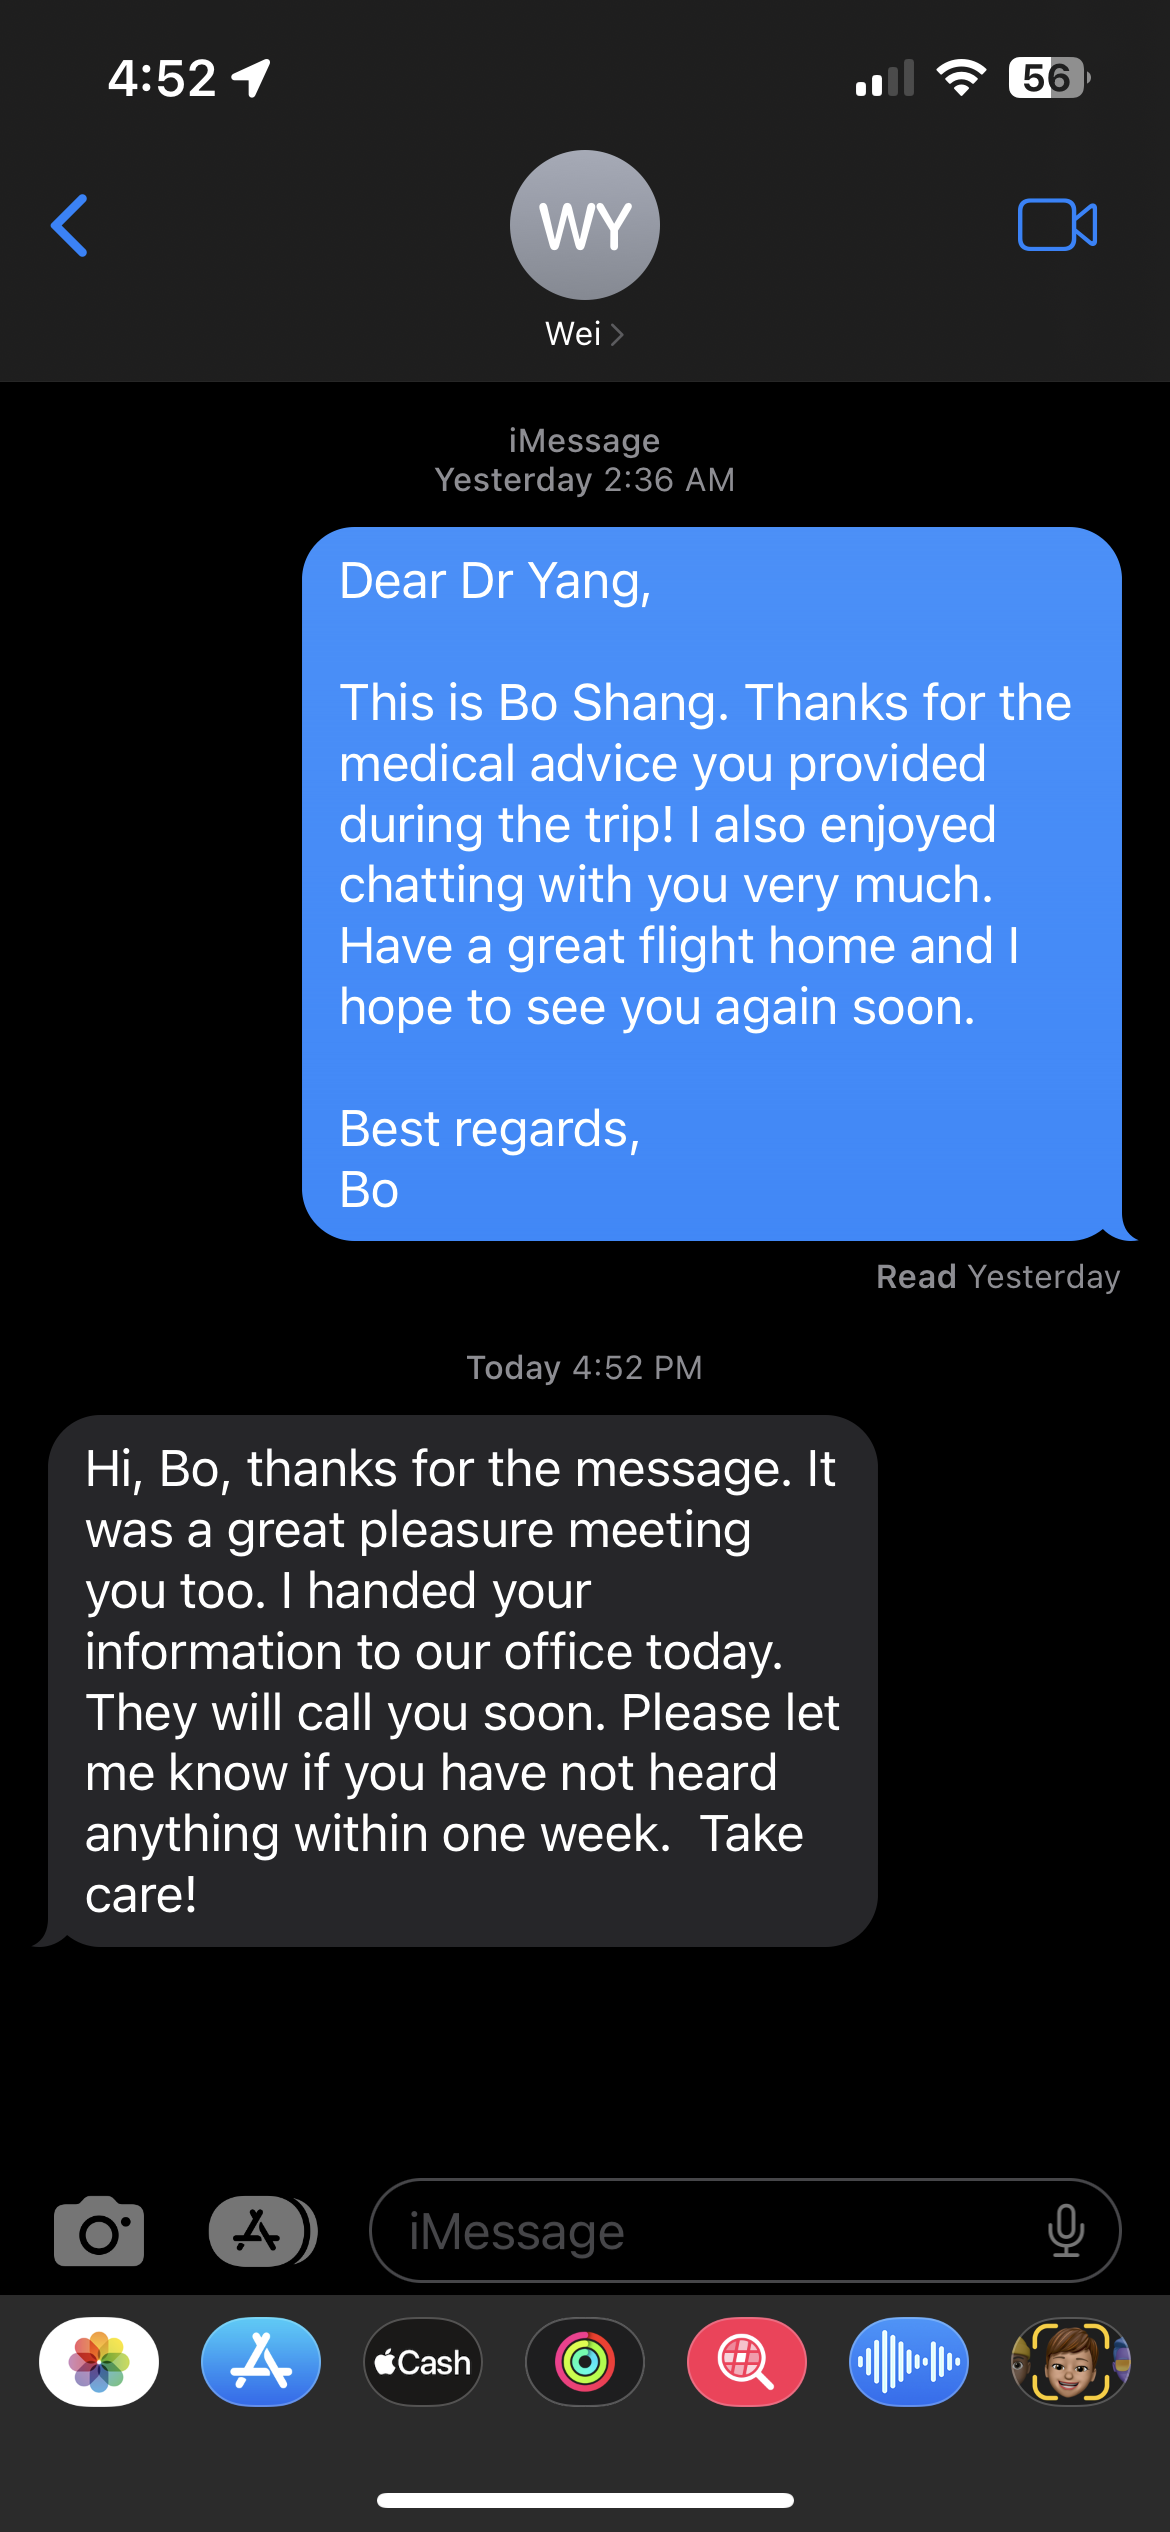 4:52
56
WY
Wei
iMessage
Yesterday 2:36 AM
Dear Dr Yang,
This is Bo Shang. Thanks for the
medical advice you provided
during the trip! I also enjoyed
chatting with you very much.
Have a great flight home and I
hope to see you again soon.
Best regards,
Bo
Read Yesterday
Today 4:52 PM
Hi, Bo, thanks for the message. It
was a great pleasure meeting
you too. I handed your
information to our office today.
They will call you soon. Please let
me know if you have not heard
anything within one week.  Take
care!
iMessage
Cash